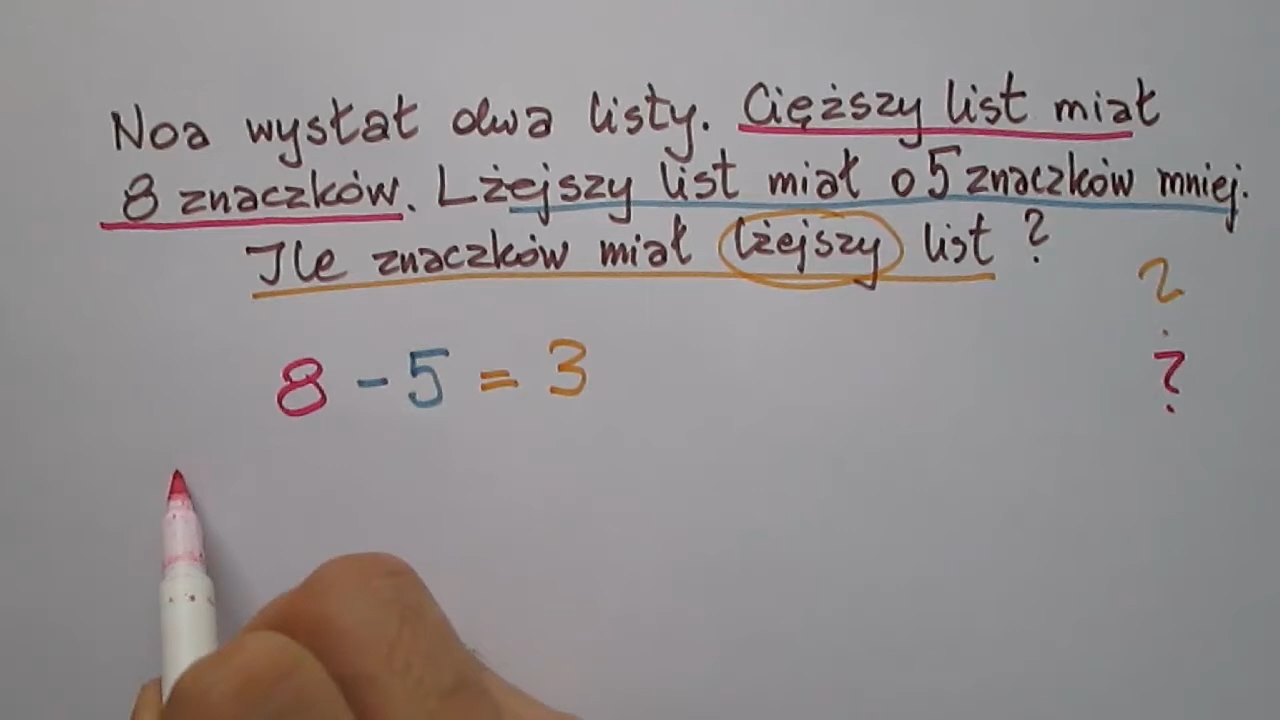 Noa wysłał dwa listy. Cięższy list miał
8 znaczków. Lżejszy list miał o 5 znaczków mniej.
Ile znaczków miał lżejszy list?
?
?
8 - 5 = 3